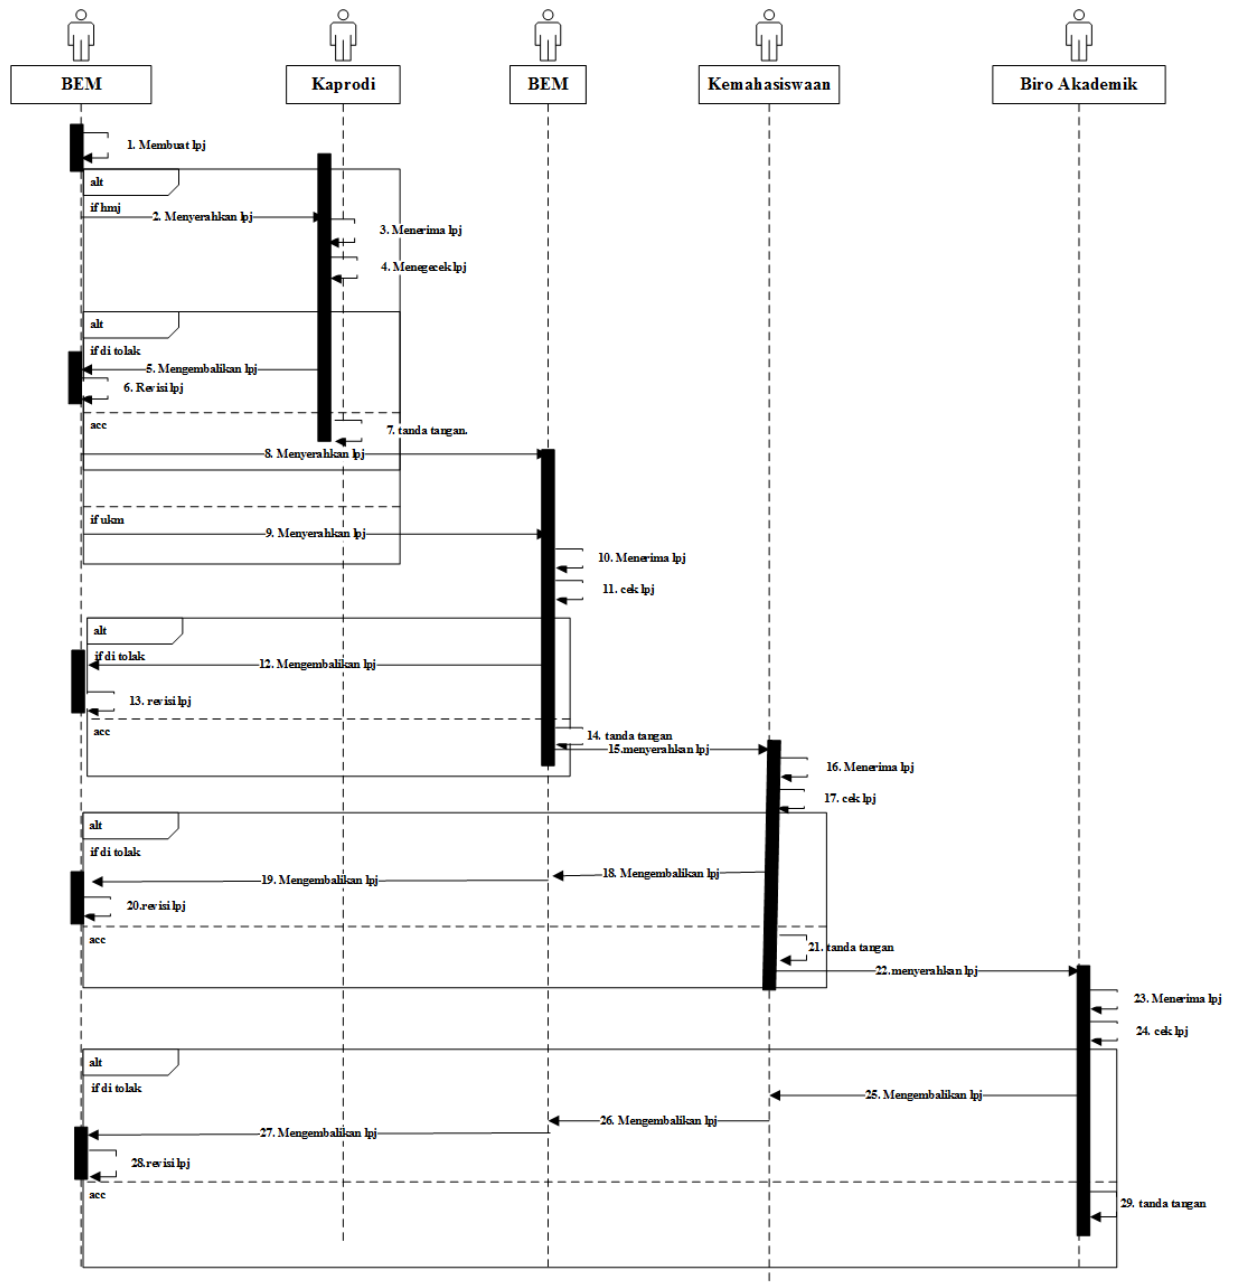 BEM
Kaprodi
BEM
Kemahasiswaan
Biro Akademik
1. Membuat lpj
alt
if hmj
2. Menyerahkan lpj
3. Menerima lpj
4. Menegecek lpj
alt
if di tolak
5. Mengembalikan lpj
6. Revisi lpj
acc
7. tanda tangan.
8. Menyerahkan lpj
if ukm
9. Menyerahkan lpj
10. Menerima lpj
11. cek lpj
alt
if di tolak
12. Mengembalikan lpj
13. revisi lpj
acc
14. tanda tangan
15.menyerahkan lpj
16. Menerima lpj
17. cek lpj
alt
if di tolak
18. Mengembalikan lpj
19. Mengembalikan lpj
20.revisi lpj
acc
21. tanda tangan
22.menyerahkan lpj
23. Menerima lpj
24. cek lpj
alt
if di tolak
25. Mengembalikan lpj
26. Mengembalikan lpj
27. Mengembalikan lpj
28.revisi lpj
acc
29. tanda tangan